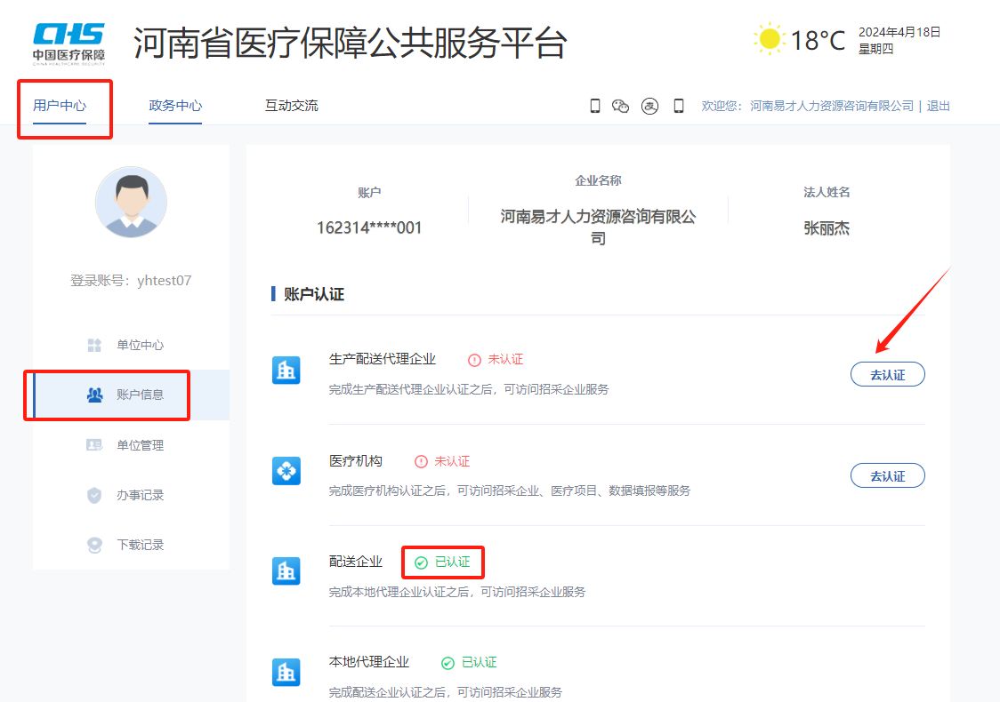 CHS
中国医疗保障
CHINA HEALTHCARE SECURITY
河南省医疗保障公共服务平台
18°C
2024年4月18日
星期四
用户中心
政务中心
互动交流
欢迎您：河南易才人力资源咨询有限公司 | 退出
登录账号：yhtest07
单位中心
账户信息
单位管理
办事记录
下载记录
账户
162314****001
企业名称
河南易才人力资源咨询有限公
司
法人姓名
张丽杰
账户认证
生产配送代理企业 未认证
完成生产配送代理企业认证之后，可访问招采企业服务
去认证
医疗机构 未认证
完成医疗机构认证之后，可访问招采企业、医疗项目、数据填报等服务
去认证
配送企业 已认证
完成本地代理企业认证之后，可访问招采企业服务
本地代理企业 已认证
完成配送企业认证之后，可访问招采企业服务